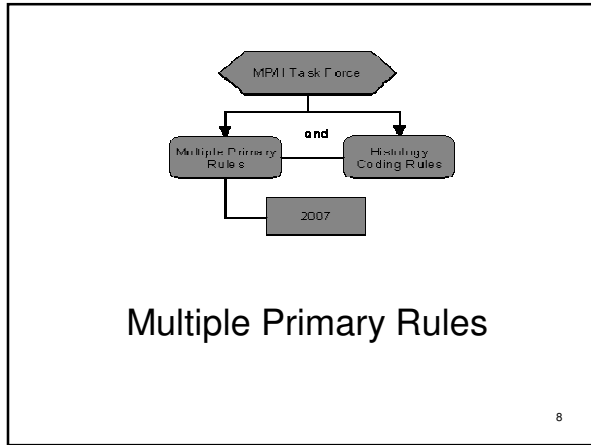 MP/H Task Force
and
Multiple Primary
Rules
Histology
Coding Rules
2007
Multiple Primary Rules
8